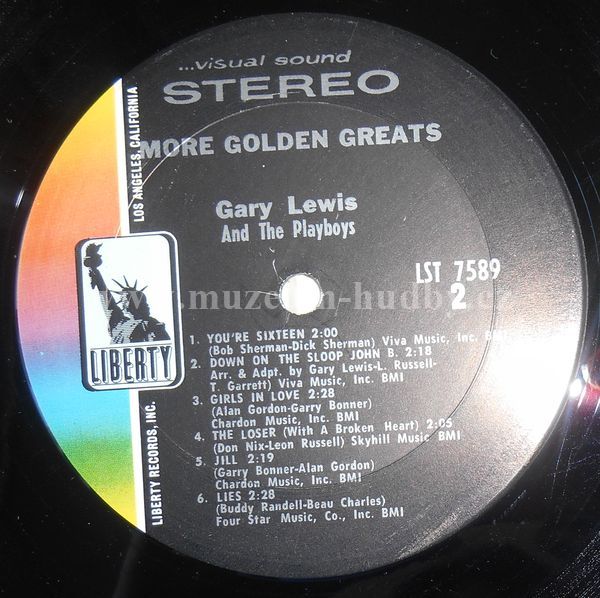 ...visual sound
STEREO
MORE GOLDEN GREATS
Gary Lewis
And The Playboys
LST 7589
2
1. YOU'RE SIXTEEN 2:00
(Bob Sherman-Dick Sherman) Viva Music, Inc. BMI
2. DOWN ON THE SLOOP JOHN B. 2:18
Arr. & Adpt. by Gary Lewis-L. Russell-
T. Garrett) Viva Music, Inc. BMI
3. GIRLS IN LOVE 2:28
(Alan Gordon-Garry Bonner)
Chardon Music, Inc. BMI
4. THE LOSER (With A Broken Heart) 2:05
(Don Nix-Leon Russell) Skyhill Music BMI
5. JILL 2:19
(Garry Bonner-Alan Gordon)
Chardon Music, Inc. BMI
6. LIES 2:28
(Buddy Randell-Beau Charles)
Four Star Music, Co., Inc. BMI
LIBERTY
LIBERTY RECORDS, INC.
LOS ANGELES, CALIFORNIA
www.muzeum-hudby.cz